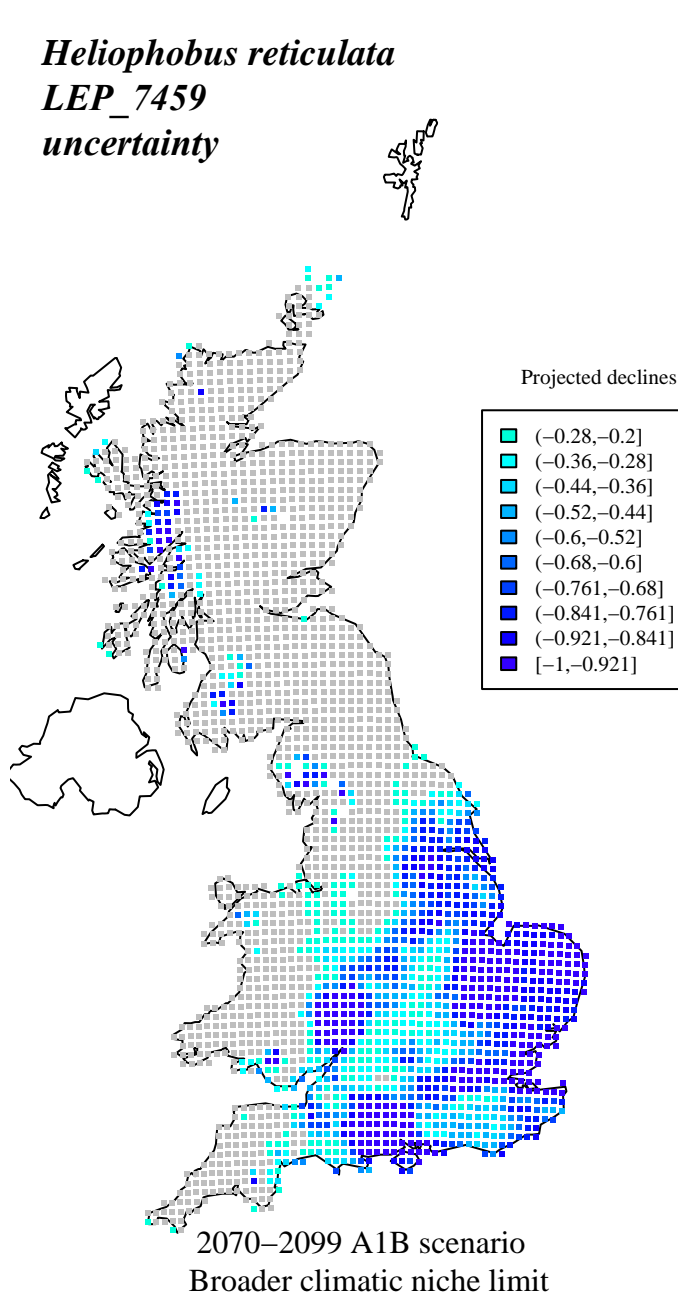 Heliophobus reticulata
LEP_7459
uncertainty
Projected declines
(−0.28,−0.2]
(−0.36,−0.28]
(−0.44,−0.36]
(−0.52,−0.44]
(−0.6,−0.52]
(−0.68,−0.6]
(−0.761,−0.68]
(−0.841,−0.761]
(−0.921,−0.841]
[−1,−0.921]
2070–2099 A1B scenario
Broader climatic niche limit